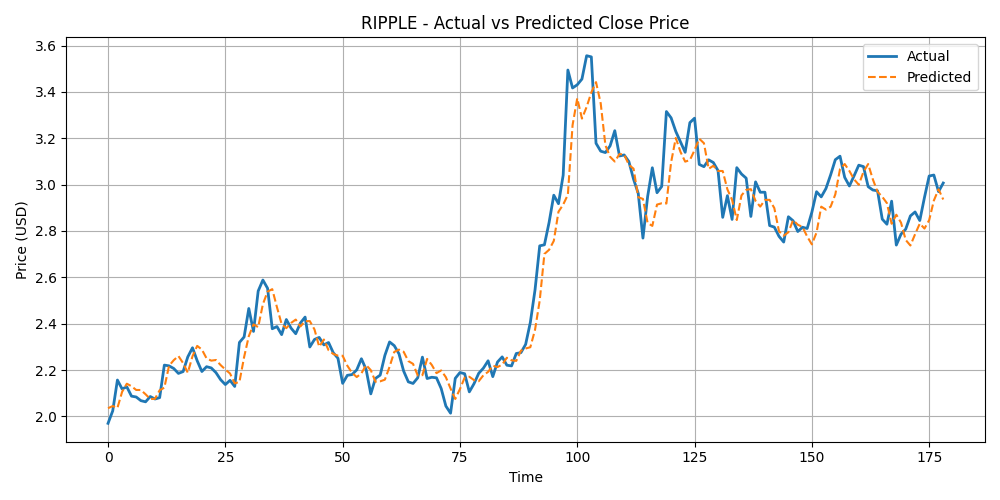 RIPPLE - Actual vs Predicted Close Price
Actual
Predicted
Price (USD)
3.6
3.4
3.2
3.0
2.8
2.6
2.4
2.2
2.0
0 25 50 75 100 125 150 175
Time